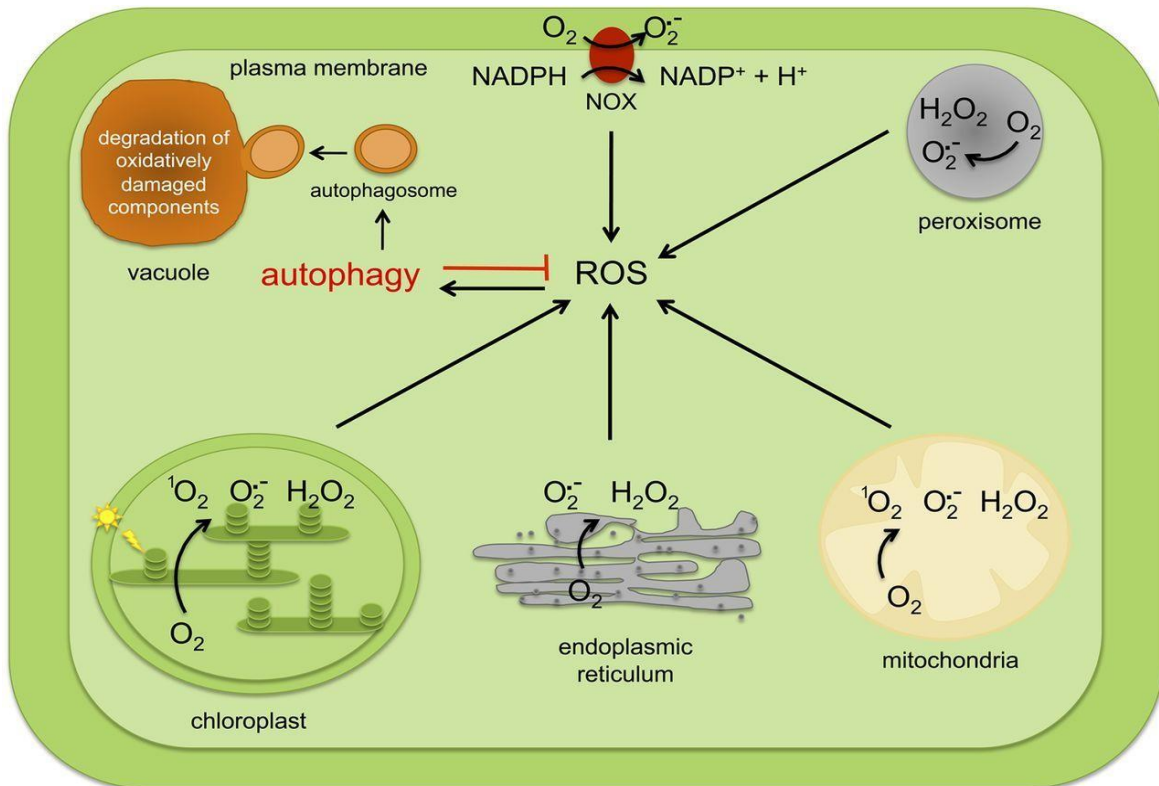 O₂ O₂·⁻
plasma membrane
NADPH NADP⁺ + H⁺
NOX
degradation of
oxidatively
damaged
components
autophagosome
vacuole
autophagy
ROS
H₂O₂
O₂
O₂·⁻
peroxisome
¹O₂ O₂·⁻ H₂O₂
O₂
chloroplast
O₂·⁻ H₂O₂
O₂
endoplasmic
reticulum
¹O₂ O₂·⁻ H₂O₂
O₂
mitochondria